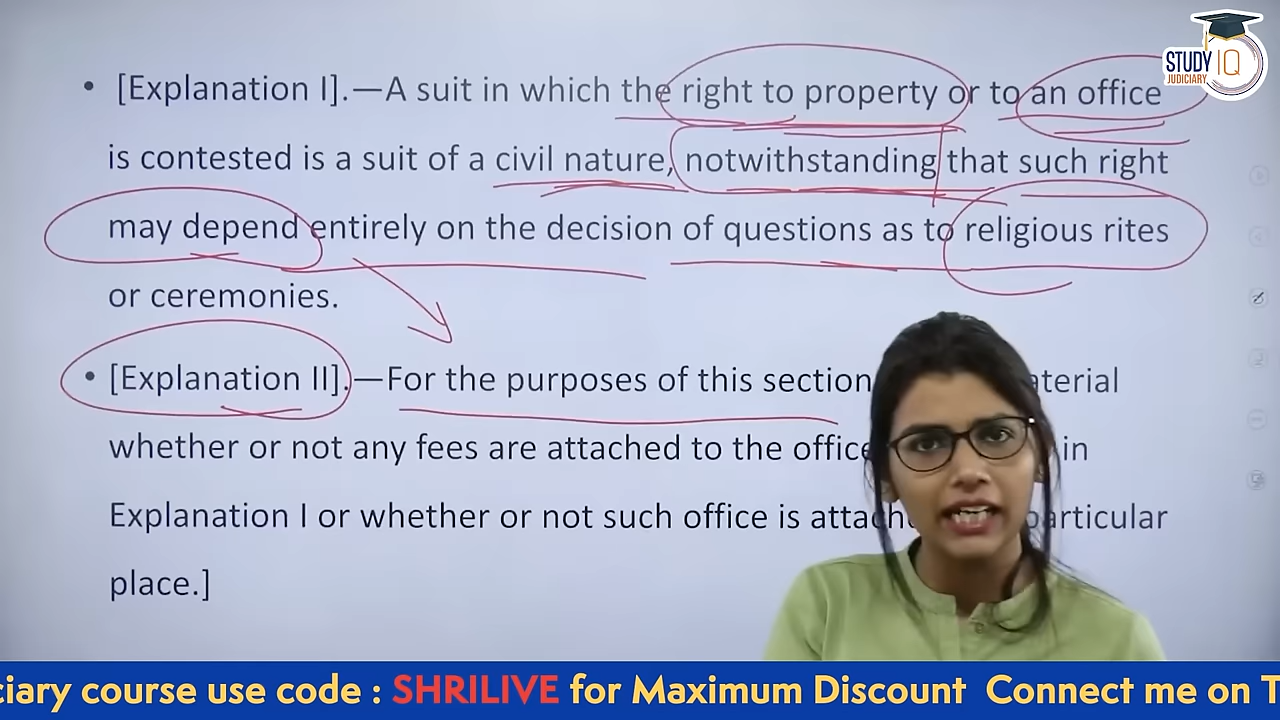 STUDY IQ
JUDICIARY
• [Explanation I].—A suit in which the right to property or to an office
is contested is a suit of a civil nature, notwithstanding that such right
may depend entirely on the decision of questions as to religious rites
or ceremonies.
• [Explanation II].—For the purposes of this section
whether or not any fees are attached to the office in
Explanation I or whether or not such office is particular
place.]
course use code : SHRILIVE for Maximum Discount Connect me on